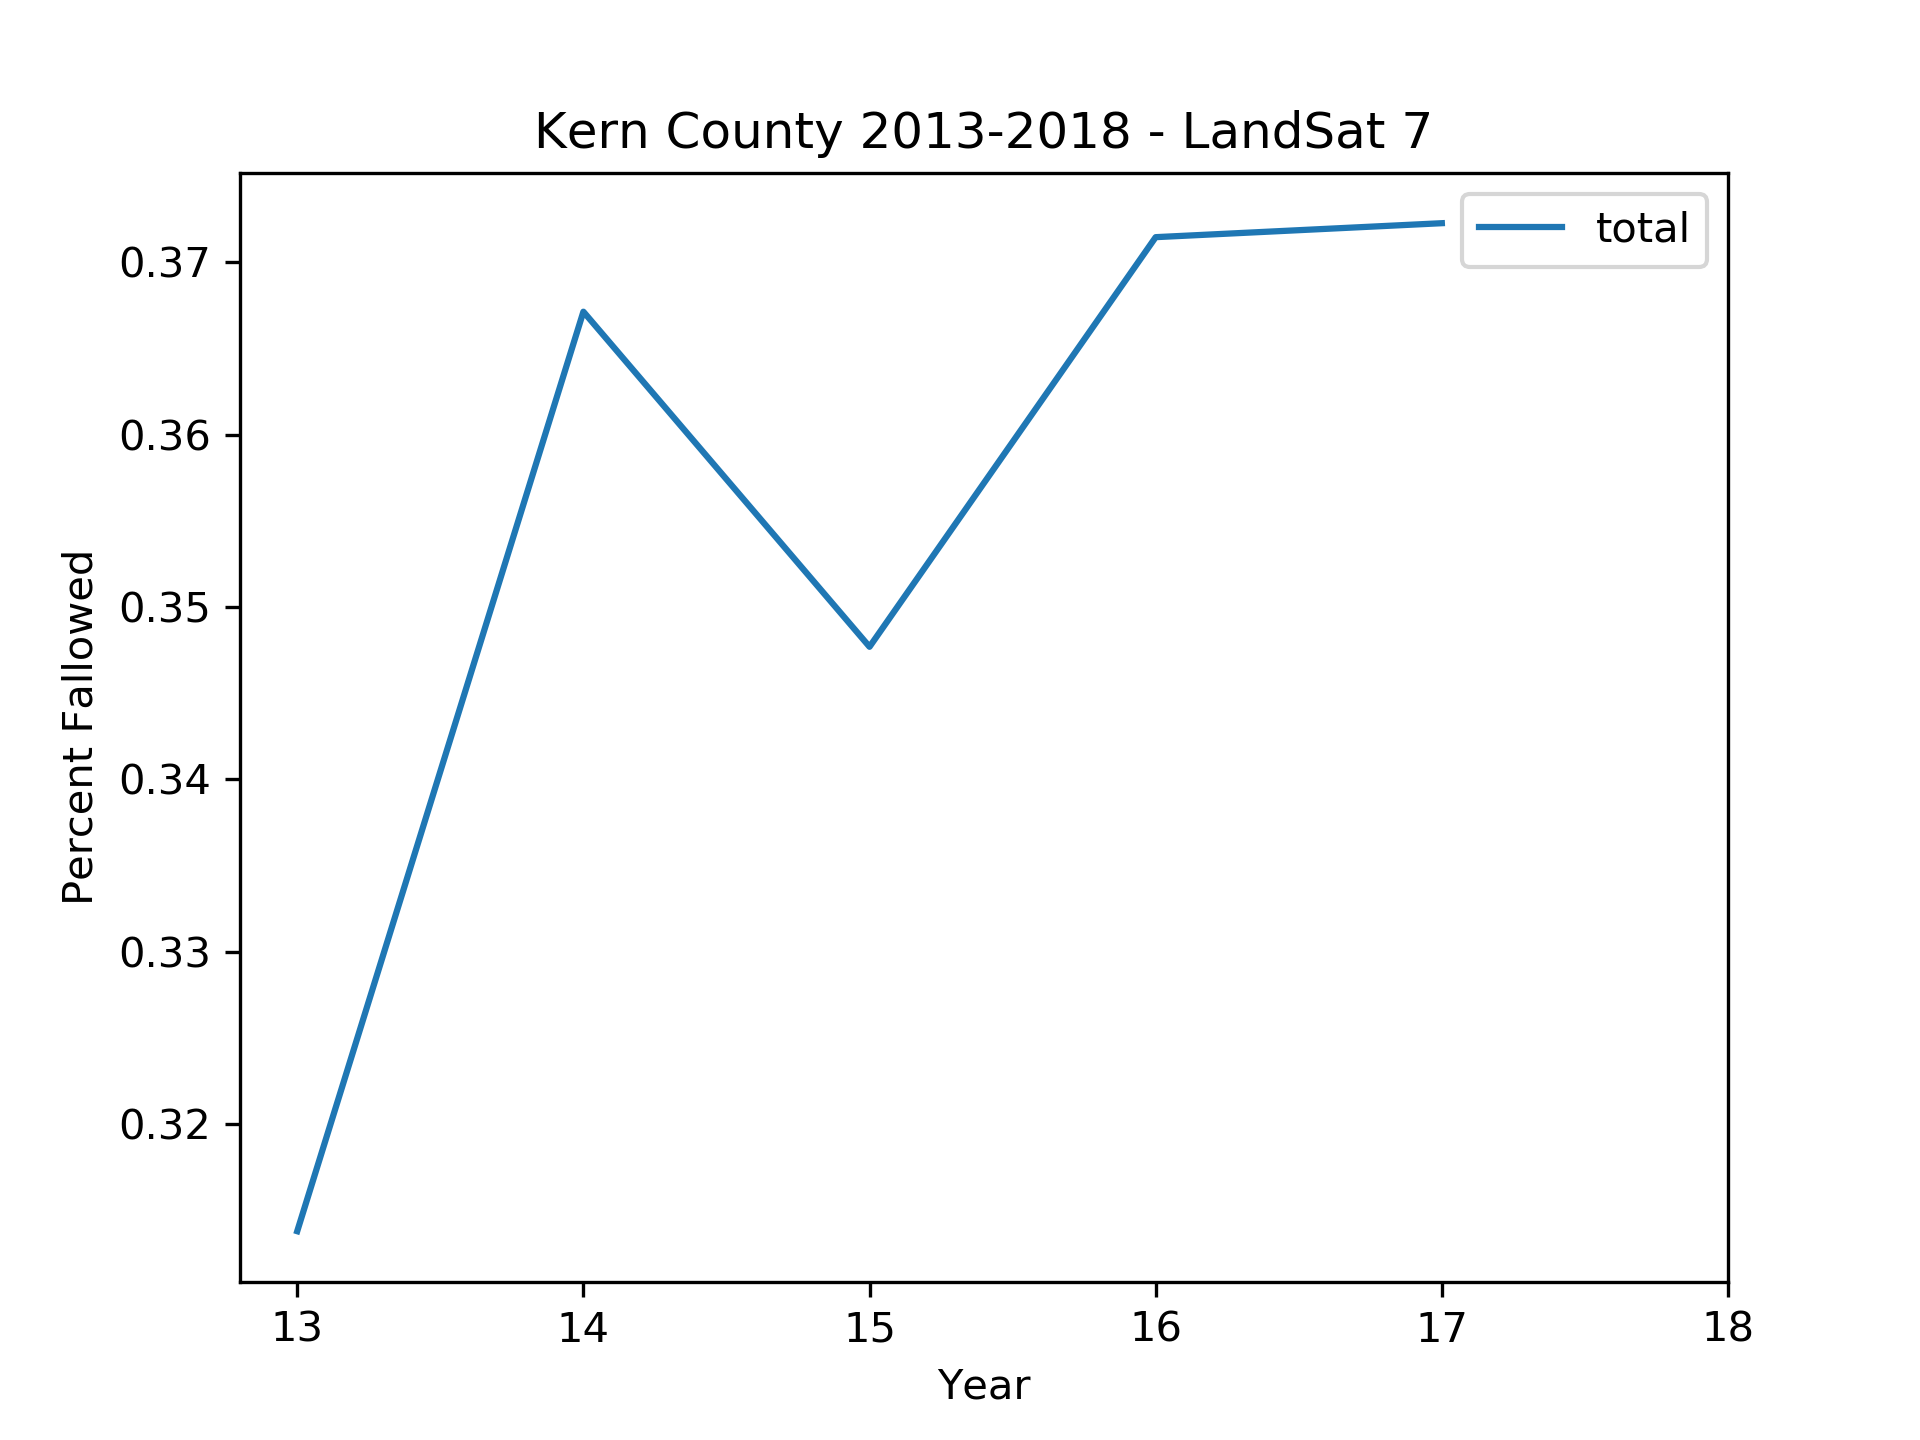 Kern County 2013-2018 - LandSat 7
total
0.37
0.36
0.35
0.34
0.33
0.32
Percent Fallowed
13 14 15 16 17 18
Year